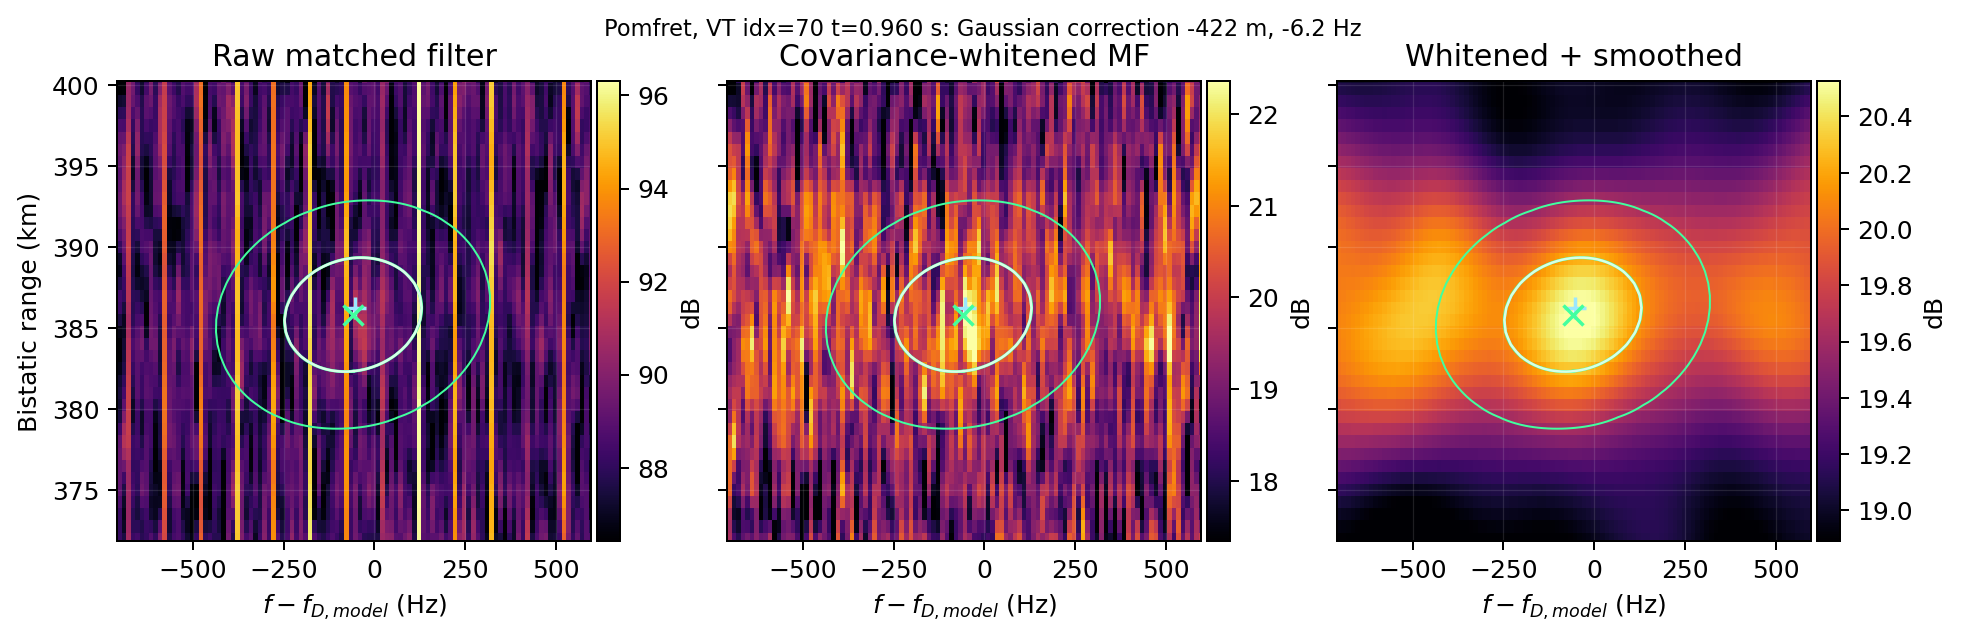 Pomfret, VT idx=70 t=0.960 s: Gaussian correction -422 m, -6.2 Hz
Raw matched filter
Covariance-whitened MF
Whitened + smoothed
Bistatic range (km)
400
395
390
385
380
375
−500 −250 0 250 500
f − f_{D, model} (Hz)
96
94
92
90
88
dB
−500 −250 0 250 500
f − f_{D, model} (Hz)
22
21
20
19
18
dB
−500 −250 0 250 500
f − f_{D, model} (Hz)
20.4
20.2
20.0
19.8
19.6
19.4
19.2
19.0
dB